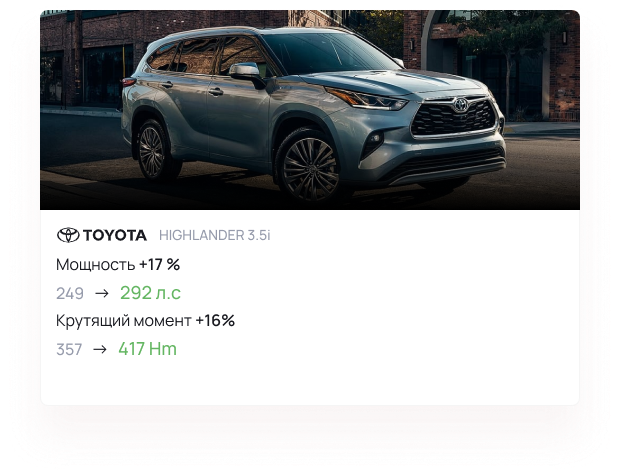 TOYOTA HIGHLANDER 3.5i
Мощность +17 %
249 → 292 л.с
Крутящий момент +16%
357 → 417 Нm